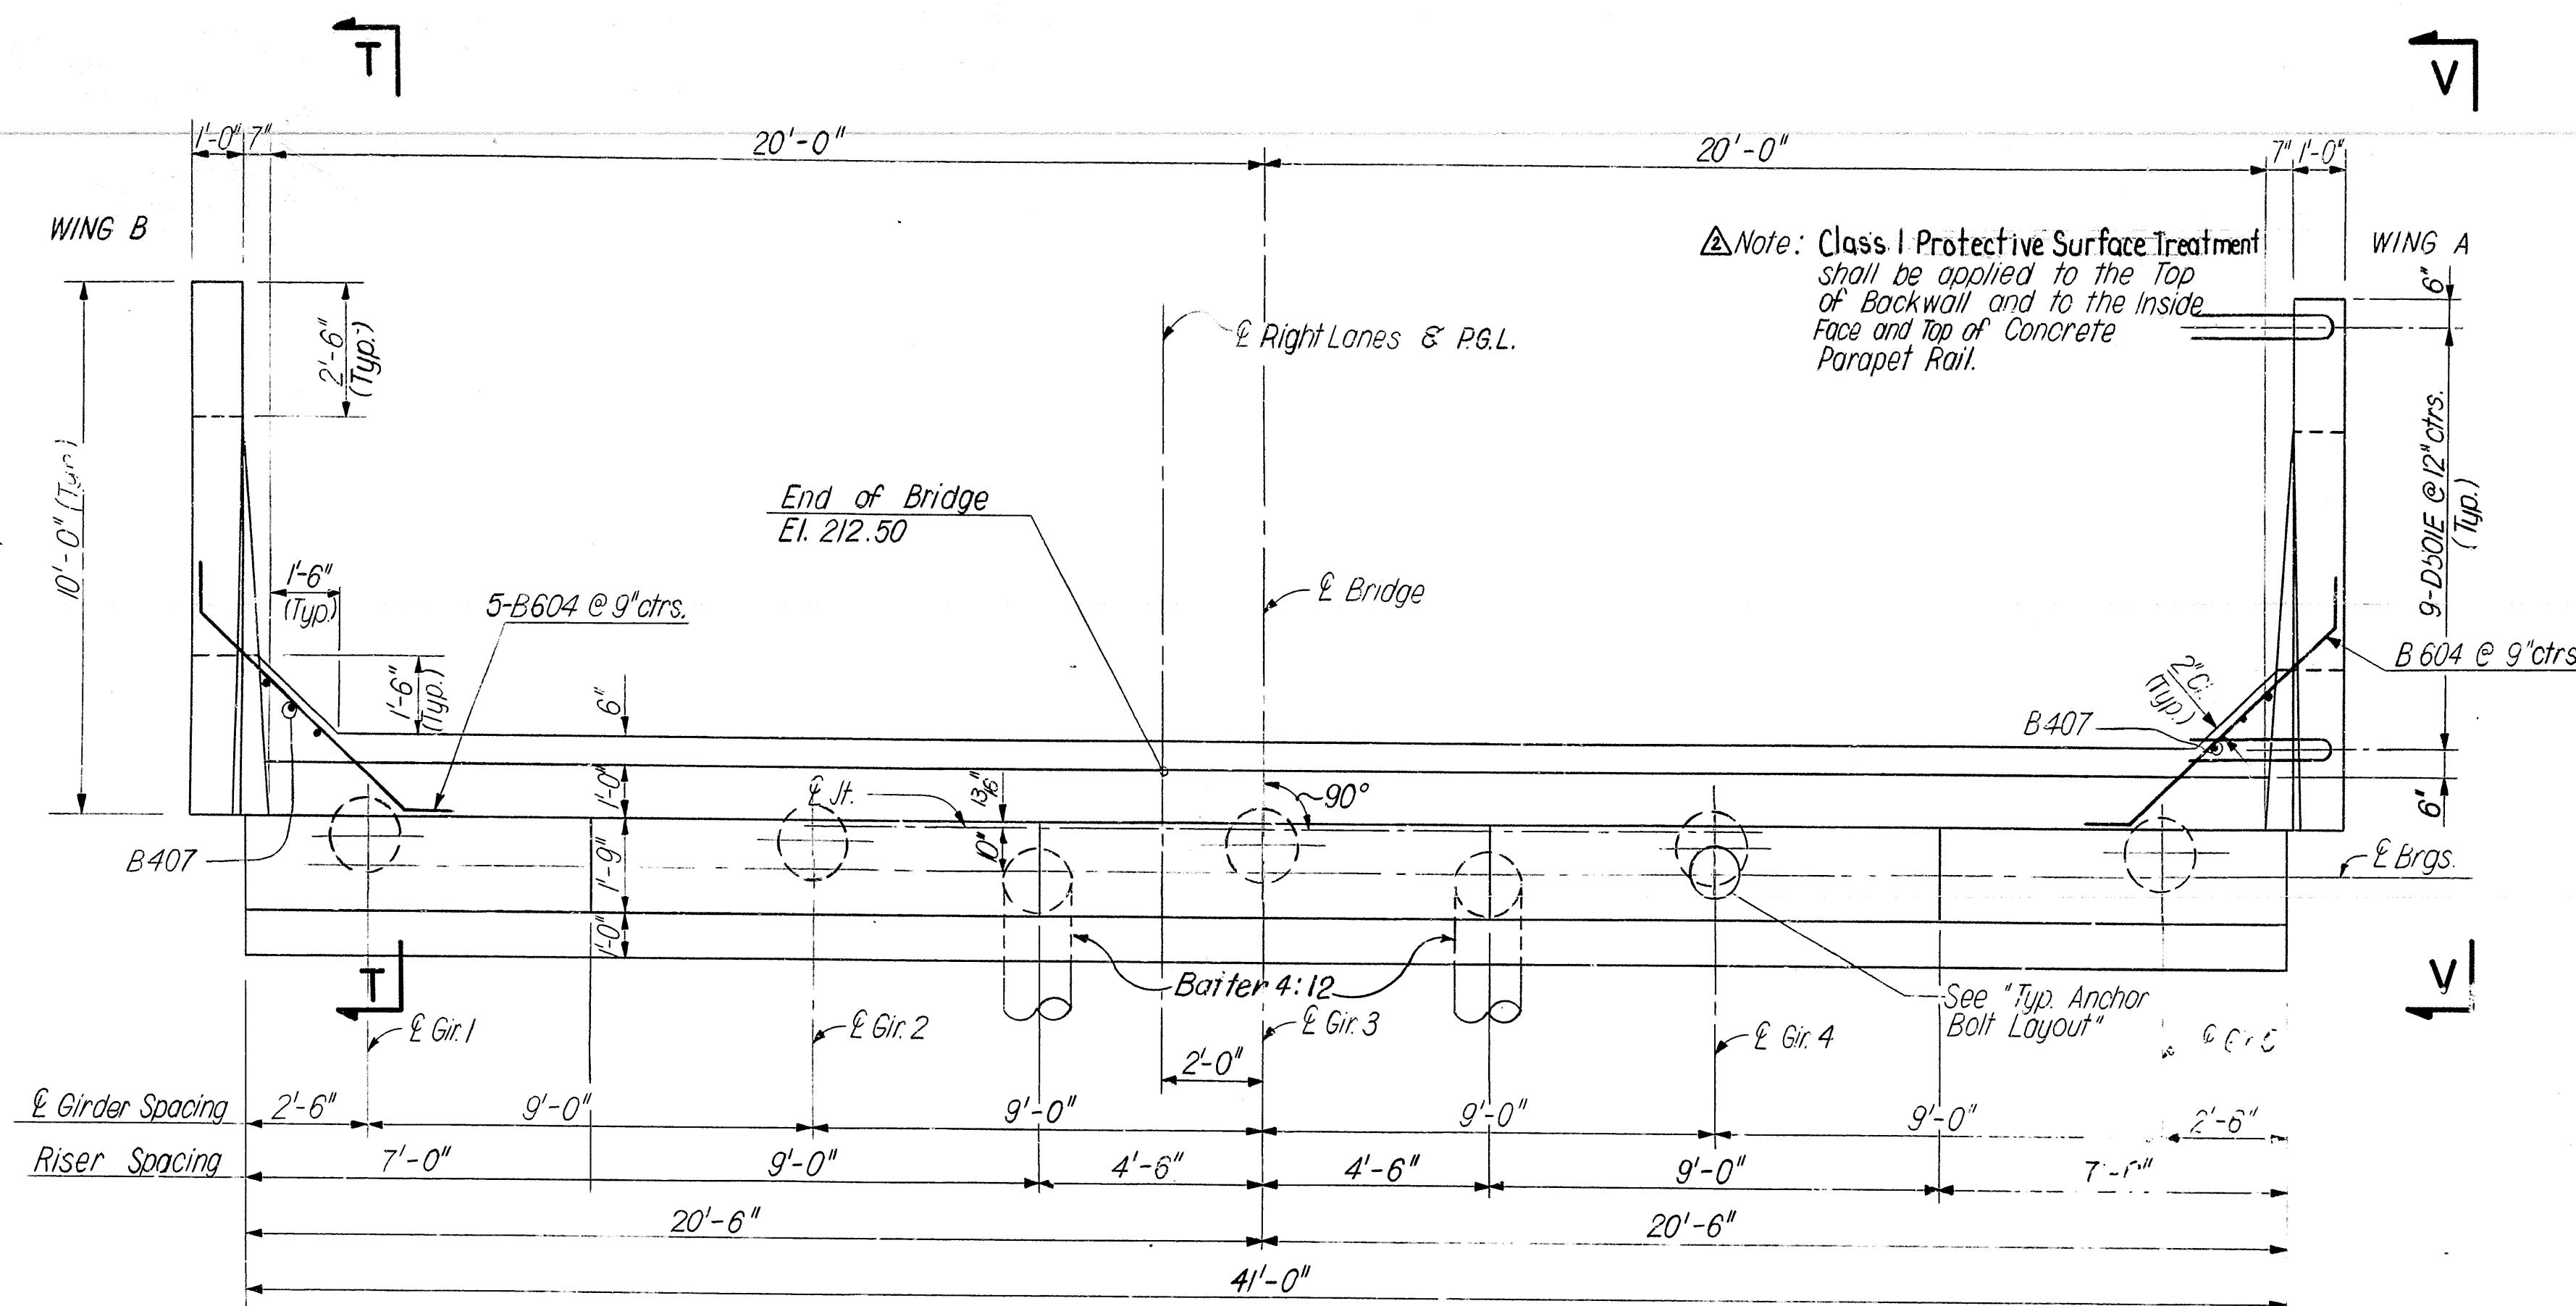 T
V
1'-0" 7" 20'-0" 20'-0" 7" 1'-0"
WING B
WING A
2 Note: Class 1 Protective Surface Treatment
shall be applied to the Top
of Backwall and to the Inside
Face and Top of Concrete
Parapet Rail.
6"
2'-6"
(Typ.)
℄ Right Lanes & P.G.L.
10'-0" (Typ.)
9-D501E @ 12" ctrs.
(Typ.)
End of Bridge
El. 212.50
1'-6"
(Typ.)
5-B604 @ 9" ctrs.
℄ Bridge
B604 @ 9" ctrs
1'-6"
(Typ.)
6"
2" Cl.
(Typ.)
B407
1'-0"
℄ Jt.
13/16"
90°
6"
B407
1'-9"
10"
℄ Brgs.
1'-0"
T
Batter 4:12
V
See "Typ. Anchor
Bolt Layout"
℄ Gir. 1
℄ Gir. 2
℄ Gir. 3
℄ Gir. 4
2'-0"
℄ Girder Spacing 2'-6" 9'-0" 9'-0" 9'-0" 9'-0" 2'-6"
Riser Spacing 7'-0" 9'-0" 4'-6" 4'-6" 9'-0"
20'-6" 20'-6"
41'-0"